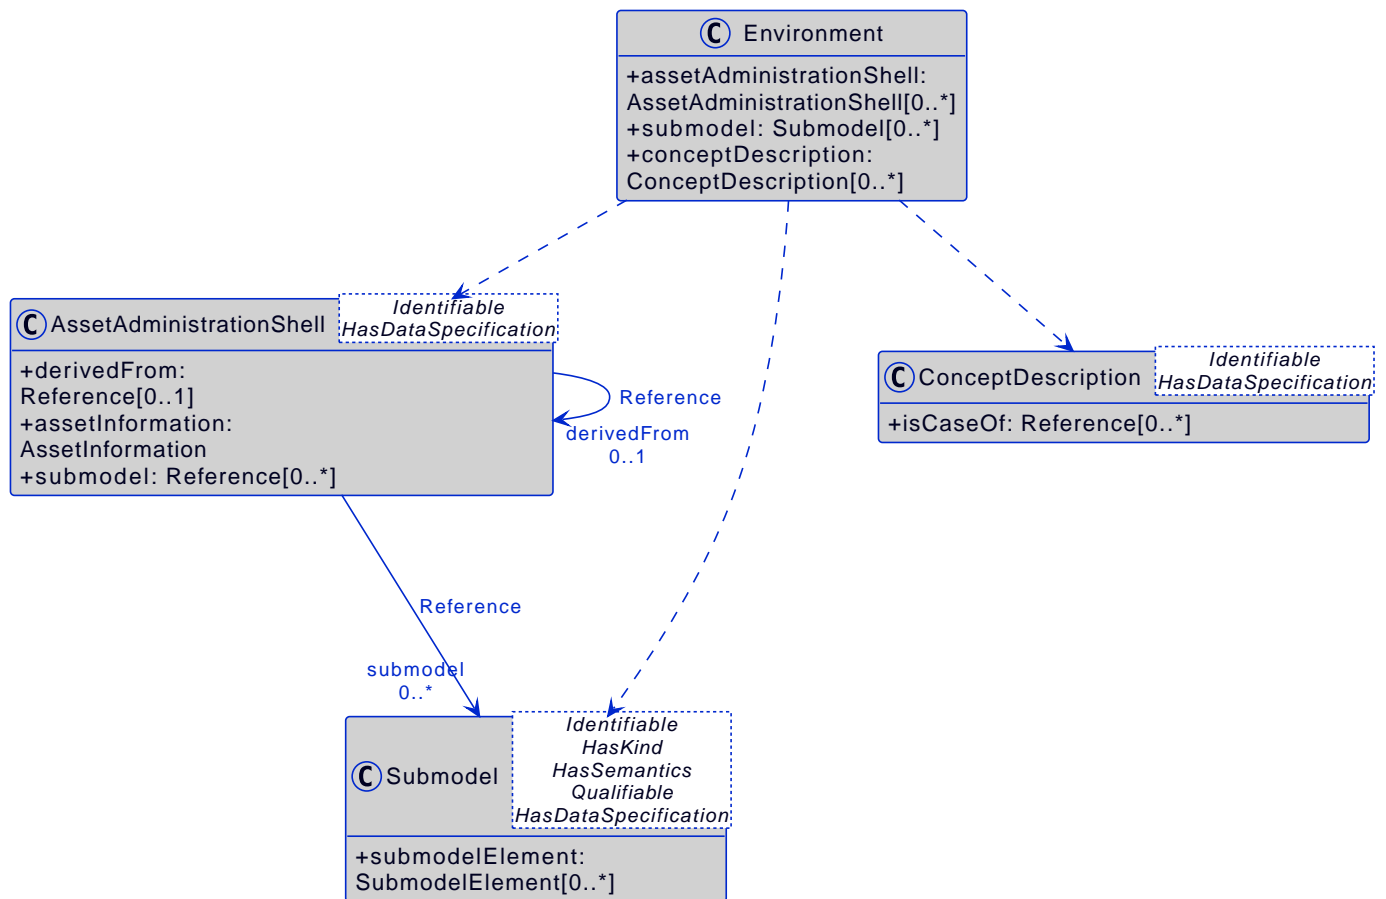 C Environment
+assetAdministrationShell:
AssetAdministrationShell[0..*]
+submodel: Submodel[0..*]
+conceptDescription:
ConceptDescription[0..*]
C AssetAdministrationShell
Identifiable
HasDataSpecification
+derivedFrom:
Reference[0..1]
+assetInformation:
AssetInformation
+submodel: Reference[0..*]
Reference
derivedFrom
0..1
C ConceptDescription
Identifiable
HasDataSpecification
+isCaseOf: Reference[0..*]
Reference
submodel
0..*
C Submodel
Identifiable
HasKind
HasSemantics
Qualifiable
HasDataSpecification
+submodelElement:
SubmodelElement[0..*]